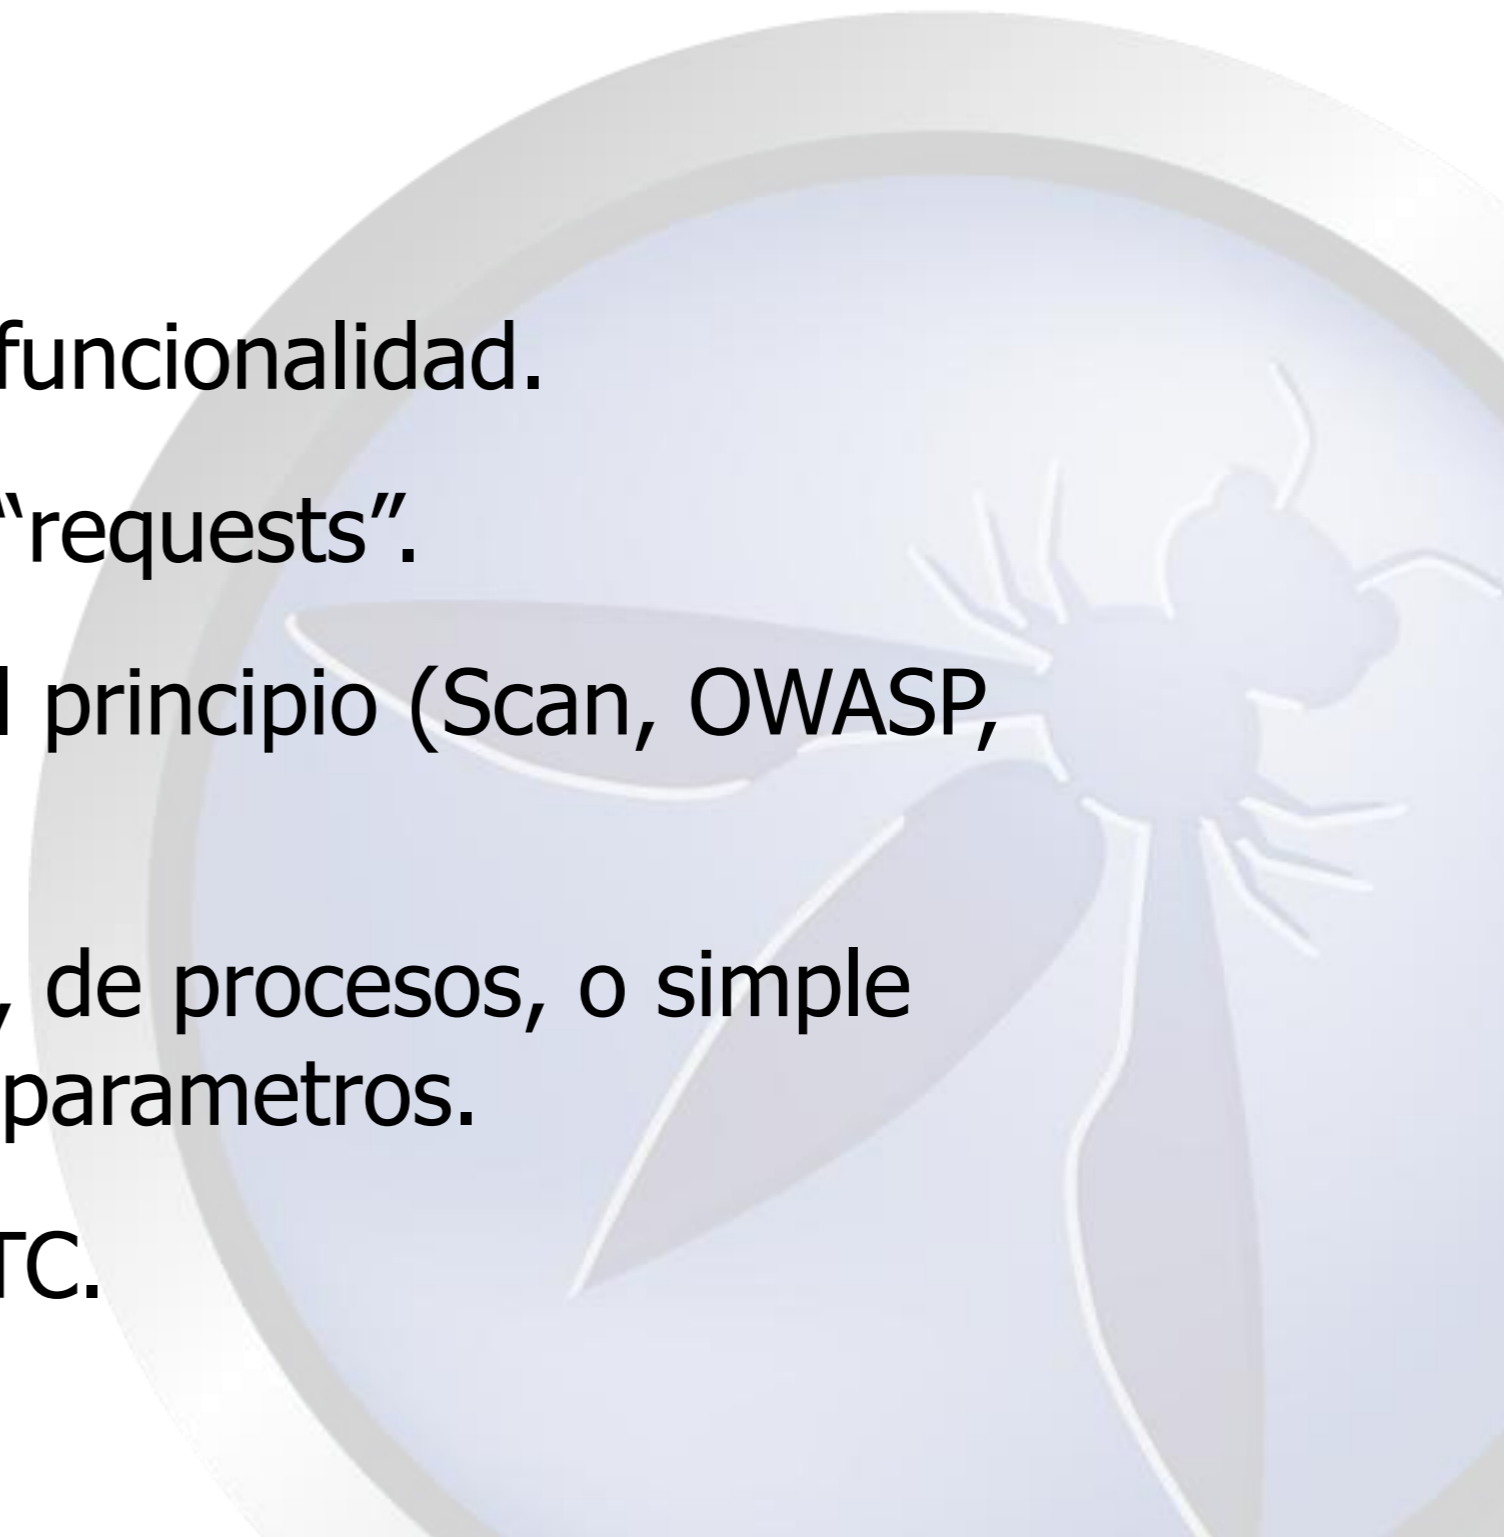 funcionalidad.
“requests”.
l principio (Scan, OWASP,
, de procesos, o simple
parametros.
TC.